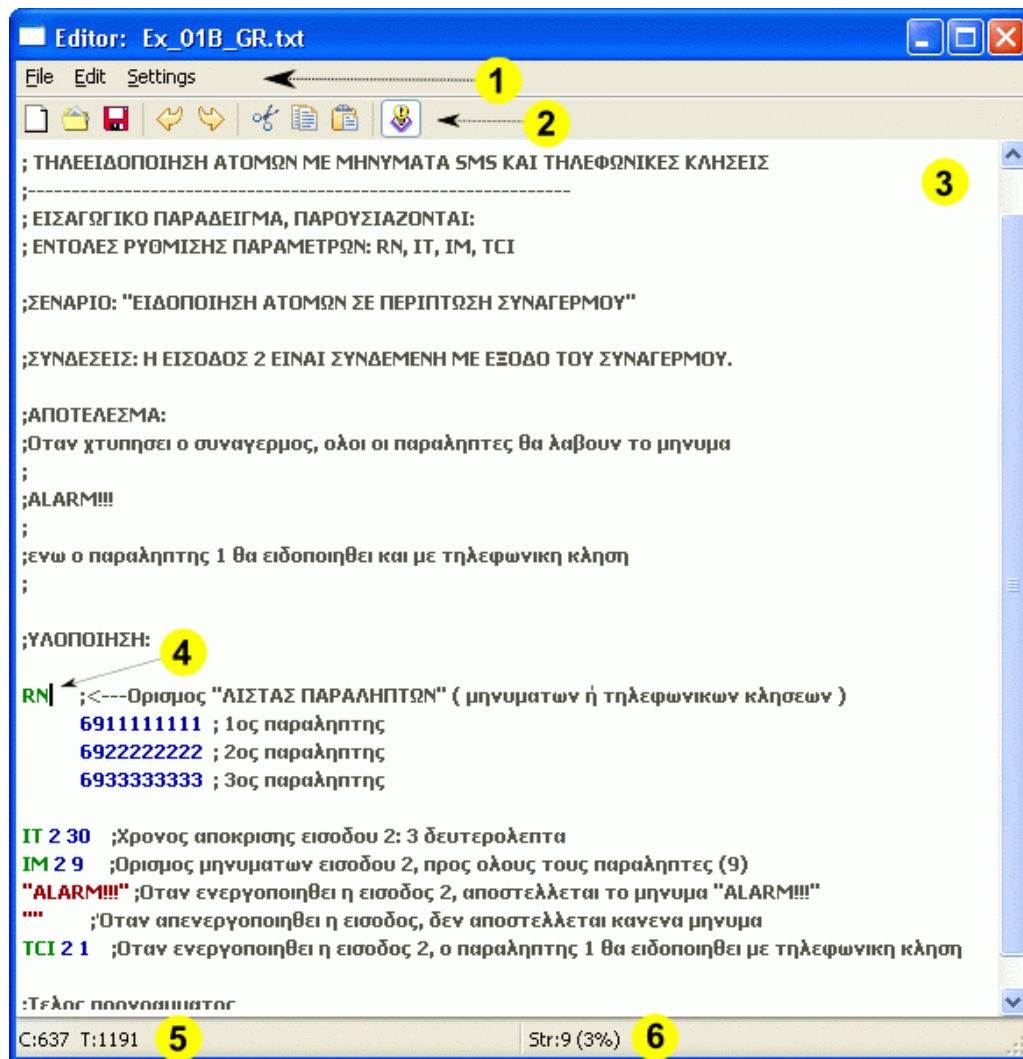 Editor: Ex_01B_GR.txt
File Edit Settings
1
2
3
; ΤΗΛΕΕΙΔΟΠΟΙΗΣΗ ΑΤΟΜΩΝ ΜΕ ΜΗΝΥΜΑΤΑ SMS ΚΑΙ ΤΗΛΕΦΩΝΙΚΕΣ ΚΛΗΣΕΙΣ
;---------------------------------------------------------------
; ΕΙΣΑΓΩΓΙΚΟ ΠΑΡΑΔΕΙΓΜΑ, ΠΑΡΟΥΣΙΑΖΟΝΤΑΙ:
; ΕΝΤΟΛΕΣ ΡΥΘΜΙΣΗΣ ΠΑΡΑΜΕΤΡΩΝ: RN, IT, IM, TCI
;ΣΕΝΑΡΙΟ: "ΕΙΔΟΠΟΙΗΣΗ ΑΤΟΜΩΝ ΣΕ ΠΕΡΙΠΤΩΣΗ ΣΥΝΑΓΕΡΜΟΥ"
;ΣΥΝΔΕΣΕΙΣ: Η ΕΙΣΟΔΟΣ 2 ΕΙΝΑΙ ΣΥΝΔΕΜΕΝΗ ΜΕ ΕΞΟΔΟ ΤΟΥ ΣΥΝΑΓΕΡΜΟΥ.
;ΑΠΟΤΕΛΕΣΜΑ:
;Οταν χτυπησει ο συναγερμος, ολοι οι παραληπτες θα λαβουν το μηνυμα
;
;ALARM!!!
;
;ενω ο παραληπτης 1 θα ειδοποιηθει και με τηλεφωνικη κληση
;
;ΥΛΟΠΟΙΗΣΗ:
4
RN ;<---Ορισμος "ΛΙΣΤΑΣ ΠΑΡΑΛΗΠΤΩΝ" ( μηνυματων ή τηλεφωνικων κλησεων )
6911111111 ; 1ος παραληπτης
6922222222 ; 2ος παραληπτης
6933333333 ; 3ος παραληπτης
IT 2 30 ;Χρονος αποκρισης εισοδου 2: 3 δευτερολεπτα
IM 2 9 ;Ορισμος μηνυματων εισοδου 2, προς ολους τους παραληπτες (9)
"ALARM!!!" ;Οταν ενεργοποιηθει η εισοδος 2, αποστελλεται το μηνυμα "ALARM!!!"
"" ;Όταν απενεργοποιηθει η εισοδος, δεν αποστελλεται κανενα μηνυμα
TCI 2 1 ;Οταν ενεργοποιηθει η εισοδος 2, ο παραληπτης 1 θα ειδοποιηθει με τηλεφωνικη κληση
;Τελος προγραμματος
C:637 T:1191 5
Str:9 (3%) 6